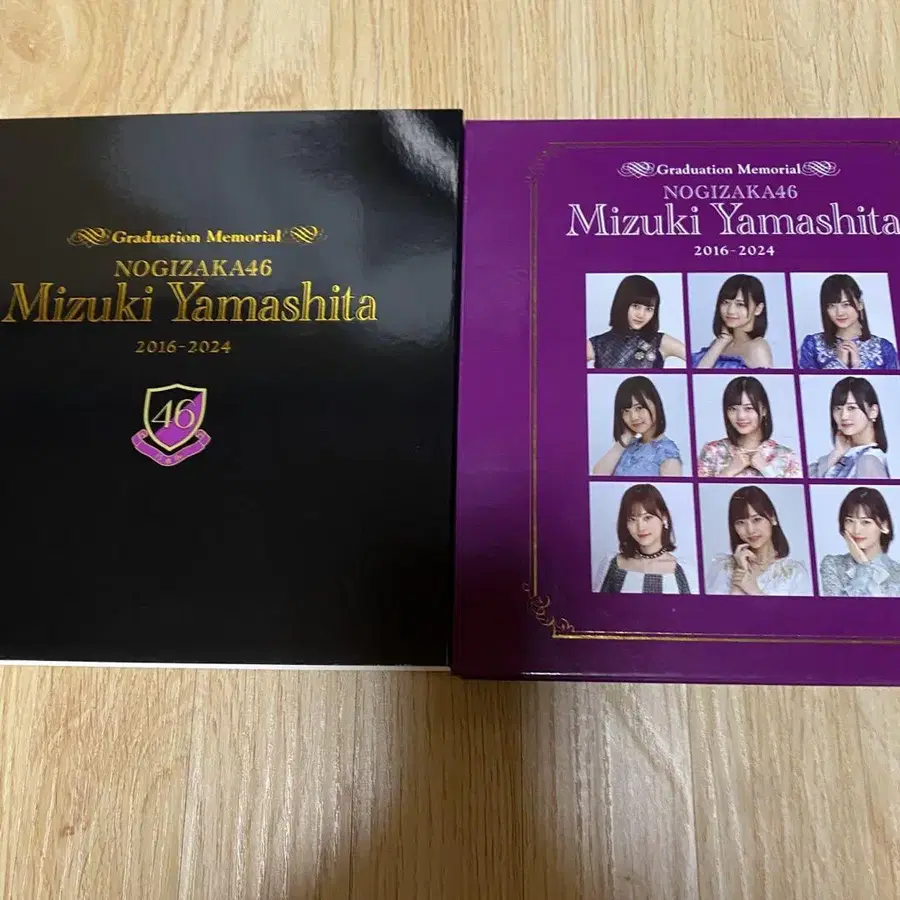 Graduation Memorial
NOGIZAKA46
Mizuki Yamashita
2016-2024
46
Graduation Memorial
NOGIZAKA46
Mizuki Yamashita
2016-2024